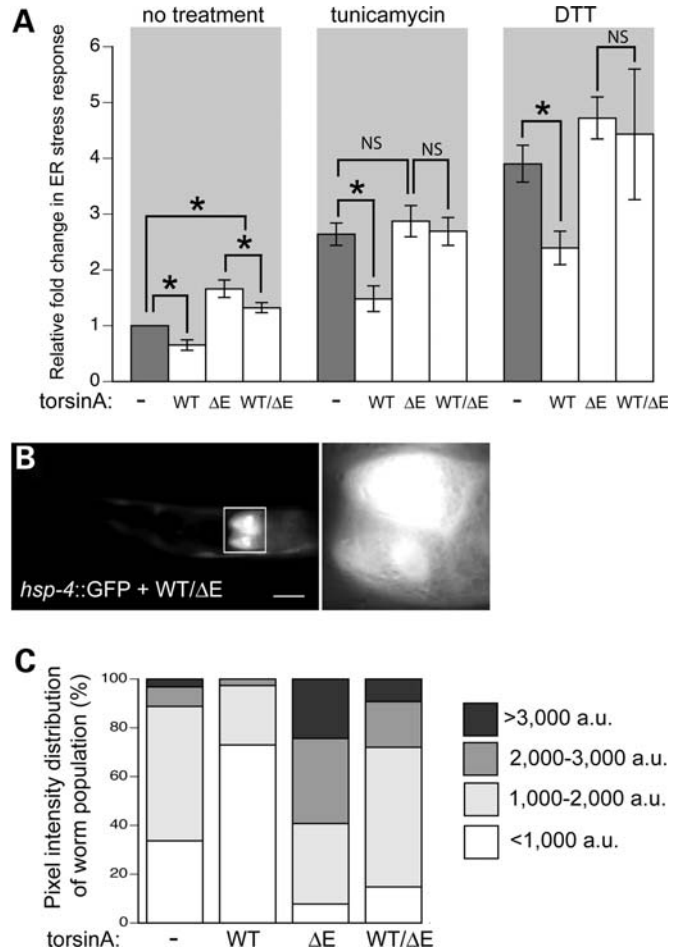 A
no treatment tunicamycin DTT
Relative fold change in ER stress response
6
5
4
3
2
1
0
* * *
NS NS *
* NS
torsinA: - WT ΔE WT/ΔE - WT ΔE WT/ΔE - WT ΔE WT/ΔE
B
hsp-4::GFP + WT/ΔE
C
Pixel intensity distribution
of worm population (%)
100
80
60
40
20
0
torsinA: - WT ΔE WT/ΔE
>3,000 a.u.
2,000-3,000 a.u.
1,000-2,000 a.u.
<1,000 a.u.